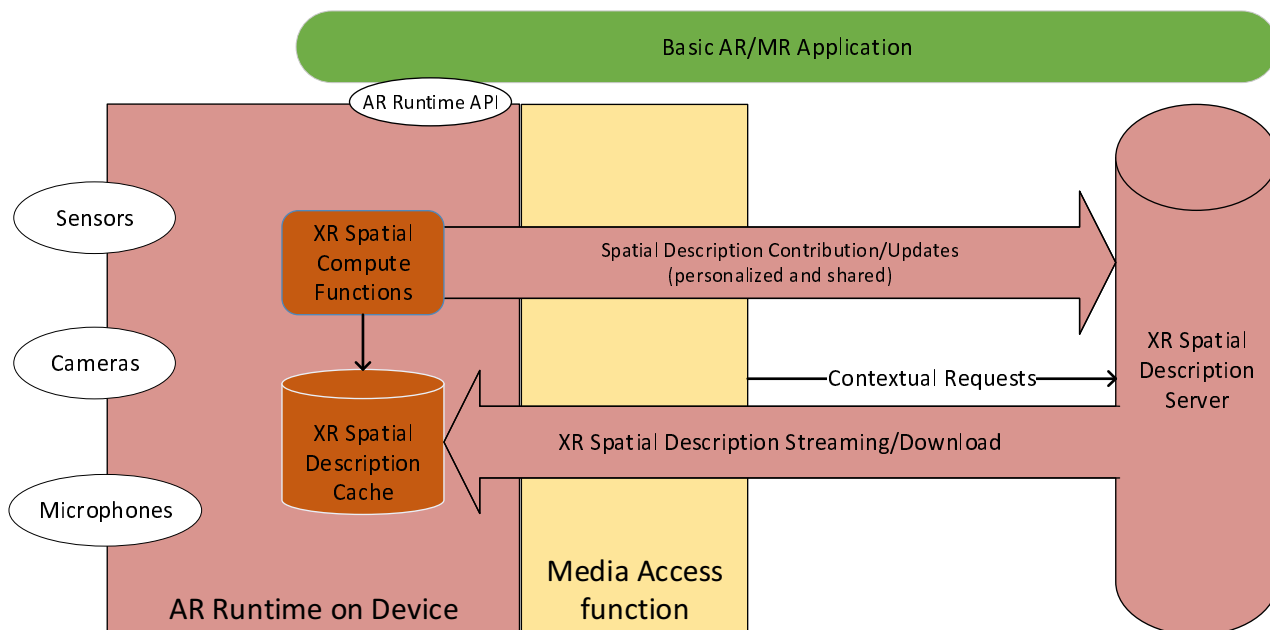 Basic AR/MR Application
AR Runtime API
Sensors
XR Spatial
Compute
Functions
Spatial Description Contribution/Updates
(personalized and shared)
Cameras
Contextual Requests
XR Spatial
Description
Server
XR Spatial Description Streaming/Download
XR Spatial
Description
Cache
Microphones
Media Access
function
AR Runtime on Device